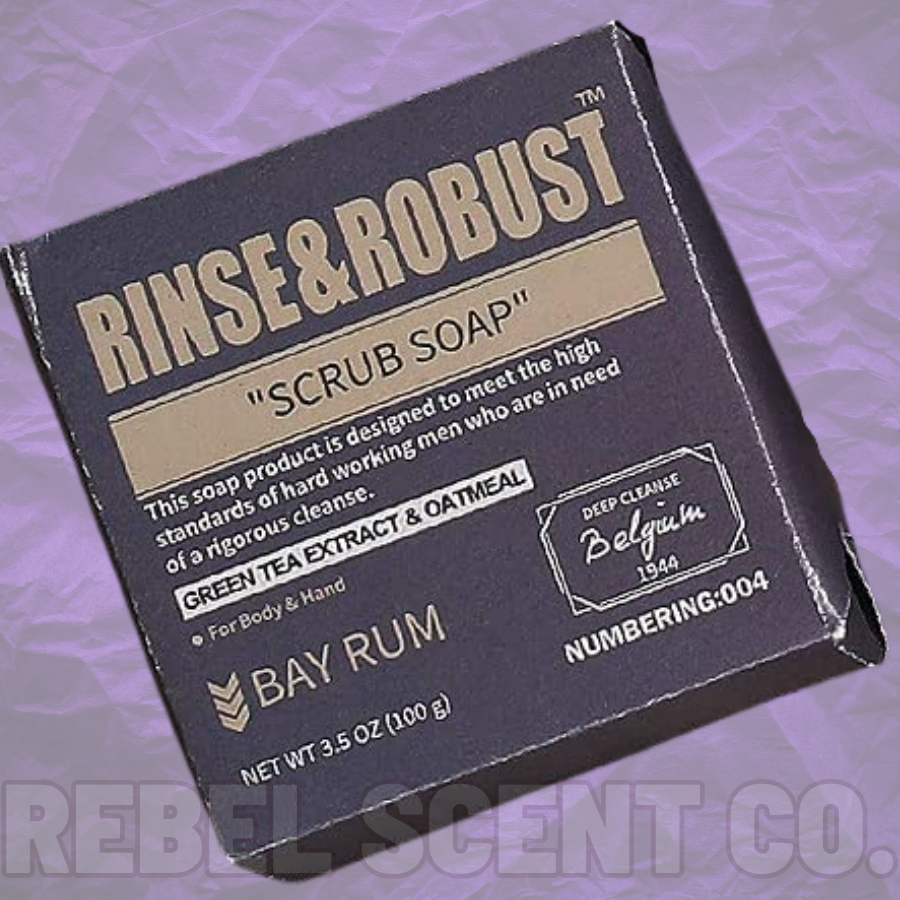 RINSE&ROBUST™
"SCRUB SOAP"
This soap product is designed to meet the high
standards of hard working men who are in need
of a rigorous cleanse.
GREEN TEA EXTRACT & OATMEAL
For Body & Hand
BAY RUM
NET WT 3.5 OZ (100 g)
DEEP CLEANSE
Belgium
1944
NUMBERING:004
REBEL SCENT CO.